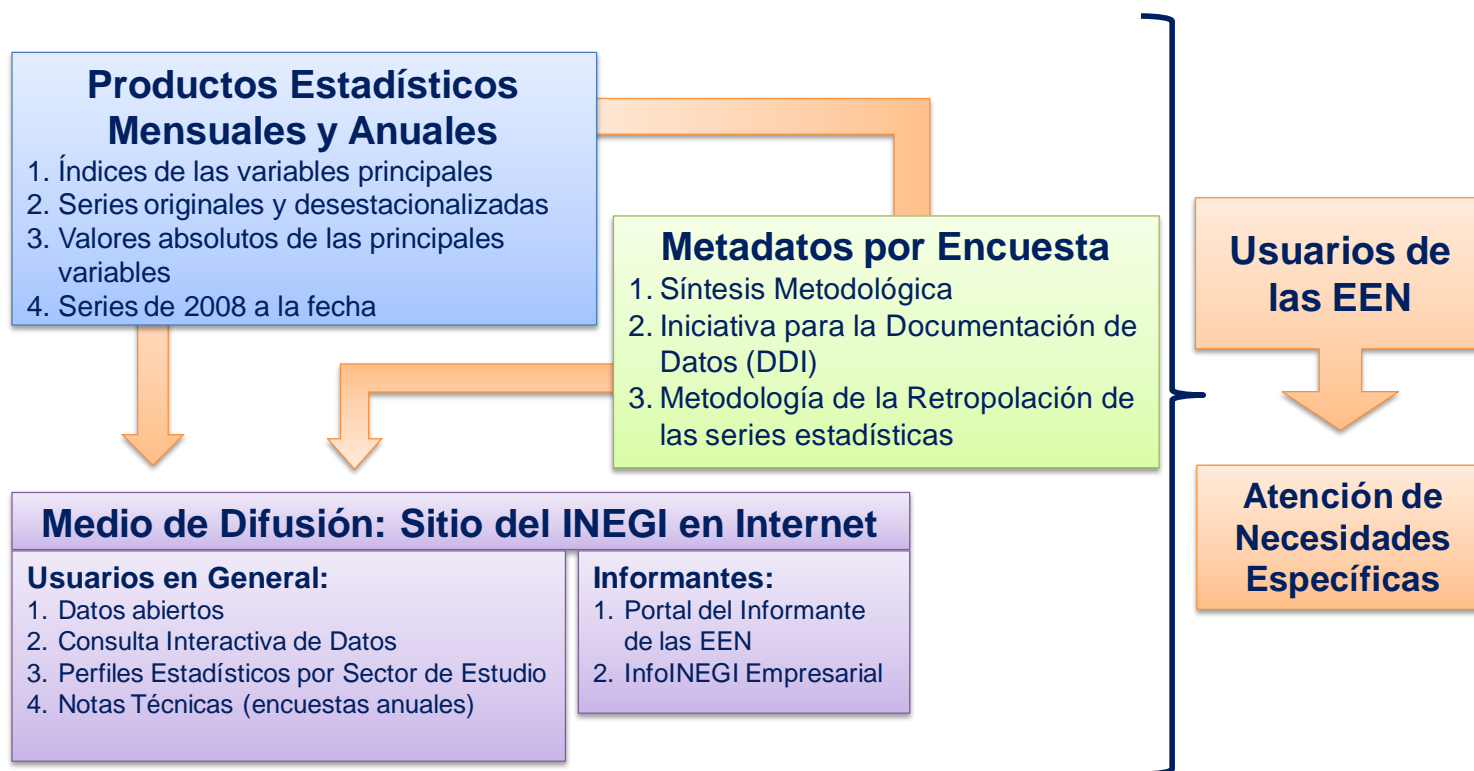 Productos Estadísticos
Mensuales y Anuales
1. Índices de las variables principales
2. Series originales y desestacionalizadas
3. Valores absolutos de las principales
variables
4. Series de 2008 a la fecha
Metadatos por Encuesta
1. Síntesis Metodológica
2. Iniciativa para la Documentación de
Datos (DDI)
3. Metodología de la Retropolación de
las series estadísticas
Medio de Difusión: Sitio del INEGI en Internet
Usuarios en General:
1. Datos abiertos
2. Consulta Interactiva de Datos
3. Perfiles Estadísticos por Sector de Estudio
4. Notas Técnicas (encuestas anuales)
Informantes:
1. Portal del Informante
de las EEN
2. InfoINEGI Empresarial
Usuarios de
las EEN
Atención de
Necesidades
Específicas